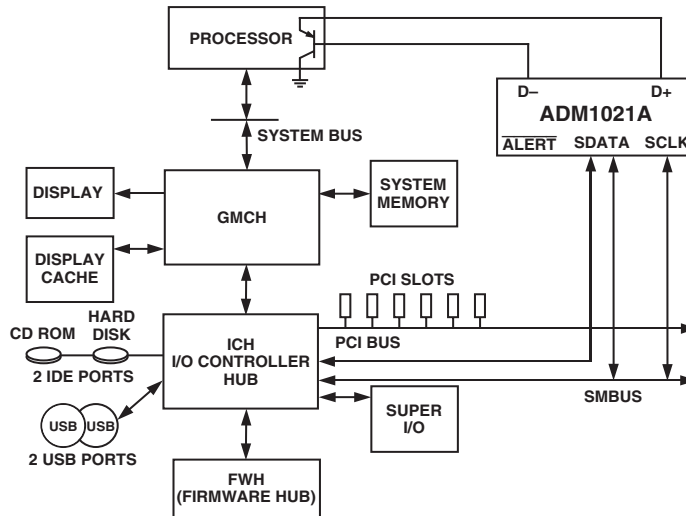 PROCESSOR
D– D+
ADM1021A
ALERT SDATA SCLK
SYSTEM BUS
DISPLAY
GMCH
SYSTEM
MEMORY
DISPLAY
CACHE
PCI SLOTS
HARD
DISK
CD ROM
ICH
I/O CONTROLLER
HUB
PCI BUS
2 IDE PORTS
SMBUS
USB USB
SUPER
I/O
2 USB PORTS
FWH
(FIRMWARE HUB)